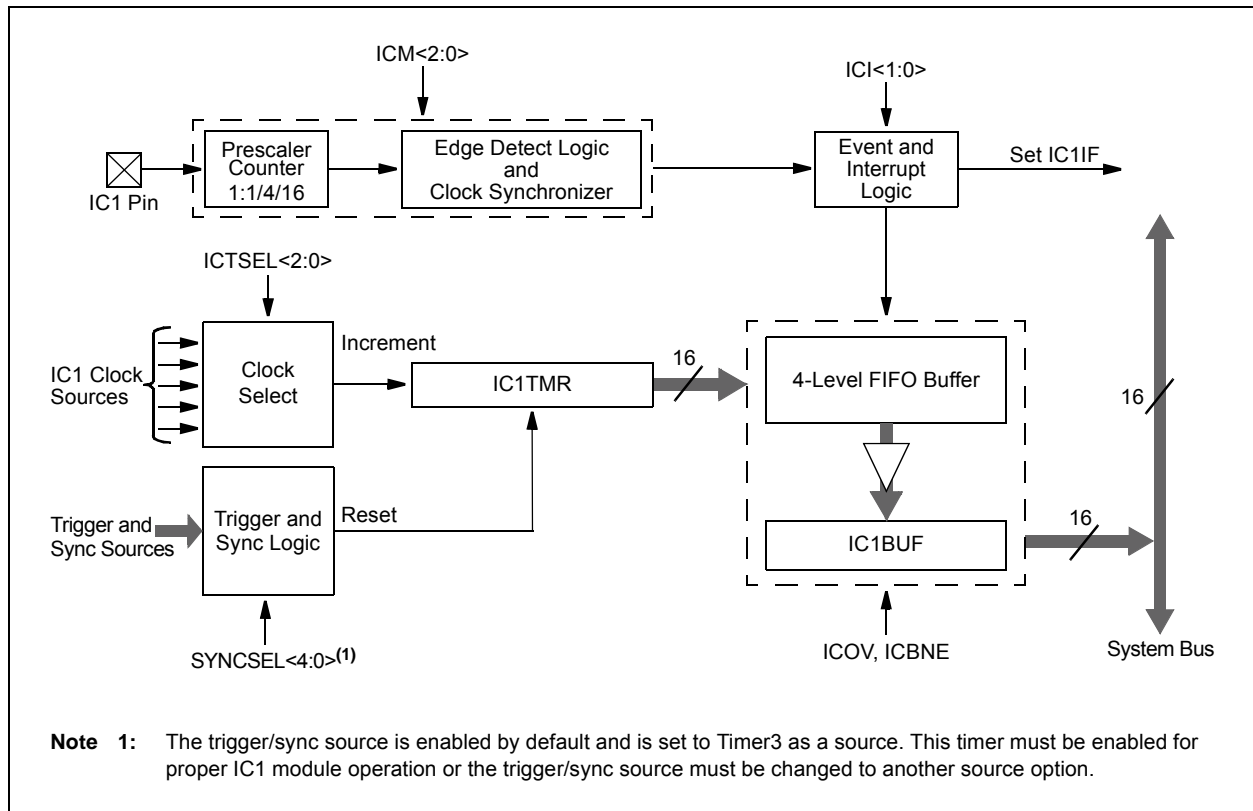 ICM<2:0>
ICI<1:0>
Prescaler
Counter
1:1/4/16
Edge Detect Logic
and
Clock Synchronizer
Event and
Interrupt
Logic
Set IC1IF
IC1 Pin
ICTSEL<2:0>
IC1 Clock
Sources
Clock
Select
Increment
IC1TMR
16
4-Level FIFO Buffer
16
Trigger and
Sync Sources
Trigger and
Sync Logic
Reset
IC1BUF
16
SYNCSEL<4:0>(1)
ICOV, ICBNE
System Bus
Note 1: The trigger/sync source is enabled by default and is set to Timer3 as a source. This timer must be enabled for
proper IC1 module operation or the trigger/sync source must be changed to another source option.